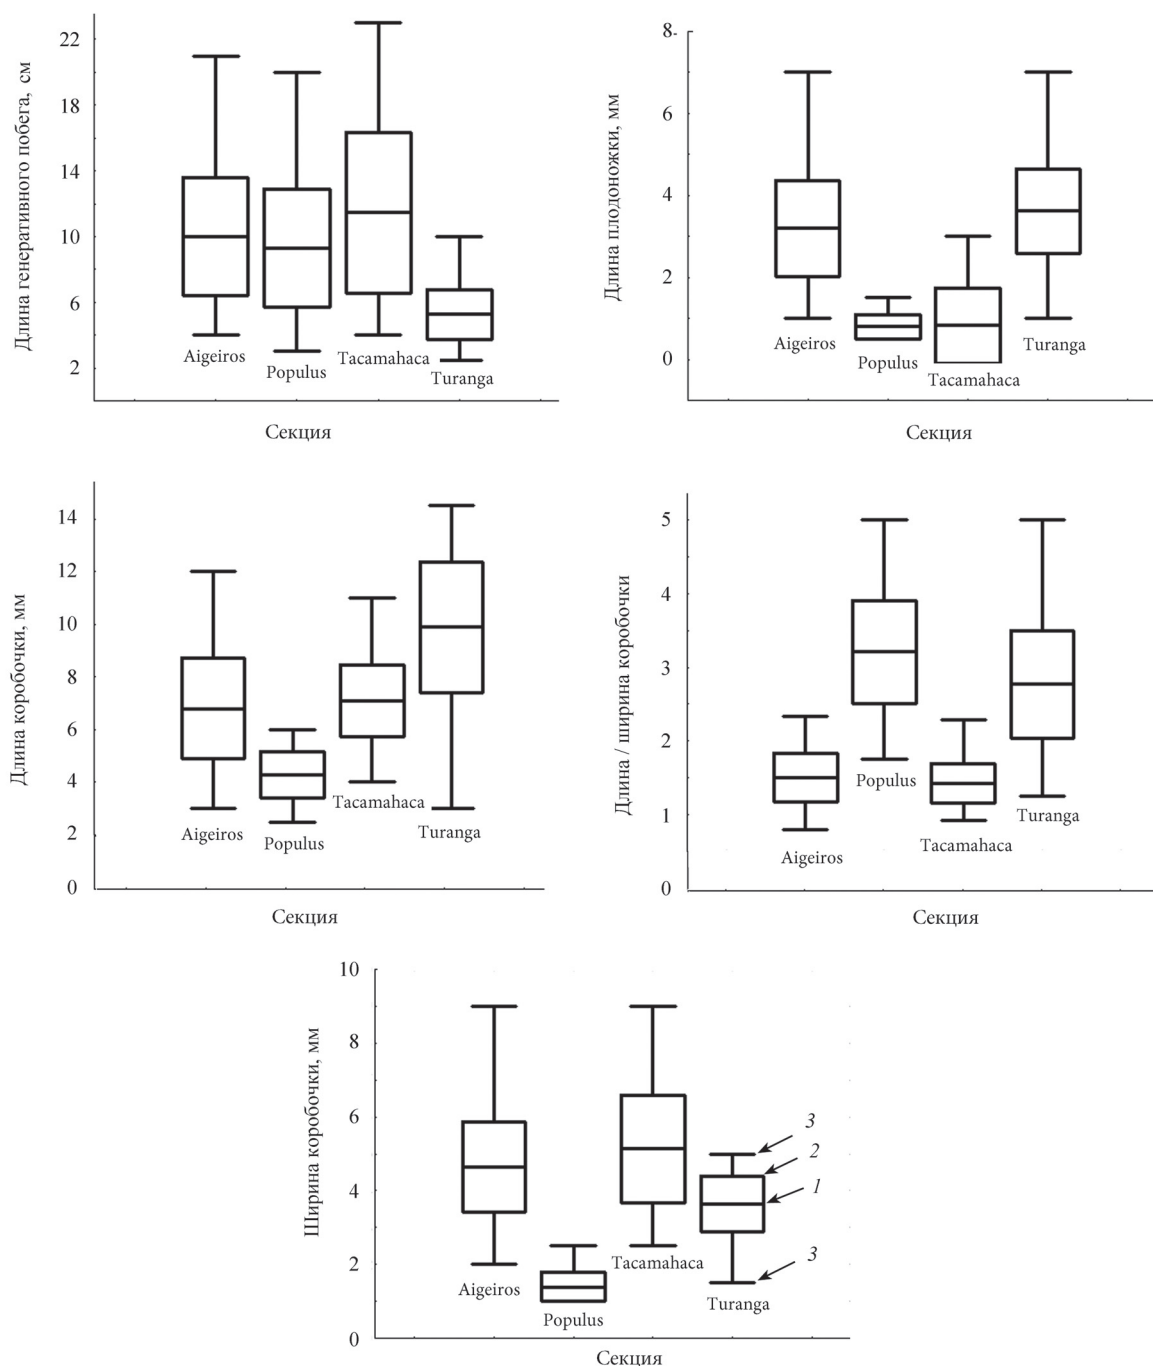 Длина генеративного побега, см
22
18
14
10
6
2
Aigeiros
Populus
Tacamahaca
Turanga
Секция
Длина плодоножки, мм
8
6
4
2
0
Aigeiros
Populus
Tacamahaca
Turanga
Секция
Длина коробочки, мм
14
12
10
8
6
4
2
0
Aigeiros
Populus
Tacamahaca
Turanga
Секция
Длина / ширина коробочки
5
4
3
2
1
0
Aigeiros
Populus
Tacamahaca
Turanga
Секция
Ширина коробочки, мм
10
8
6
4
2
0
Aigeiros
Populus
Tacamahaca
Turanga
3
2
1
3
Секция